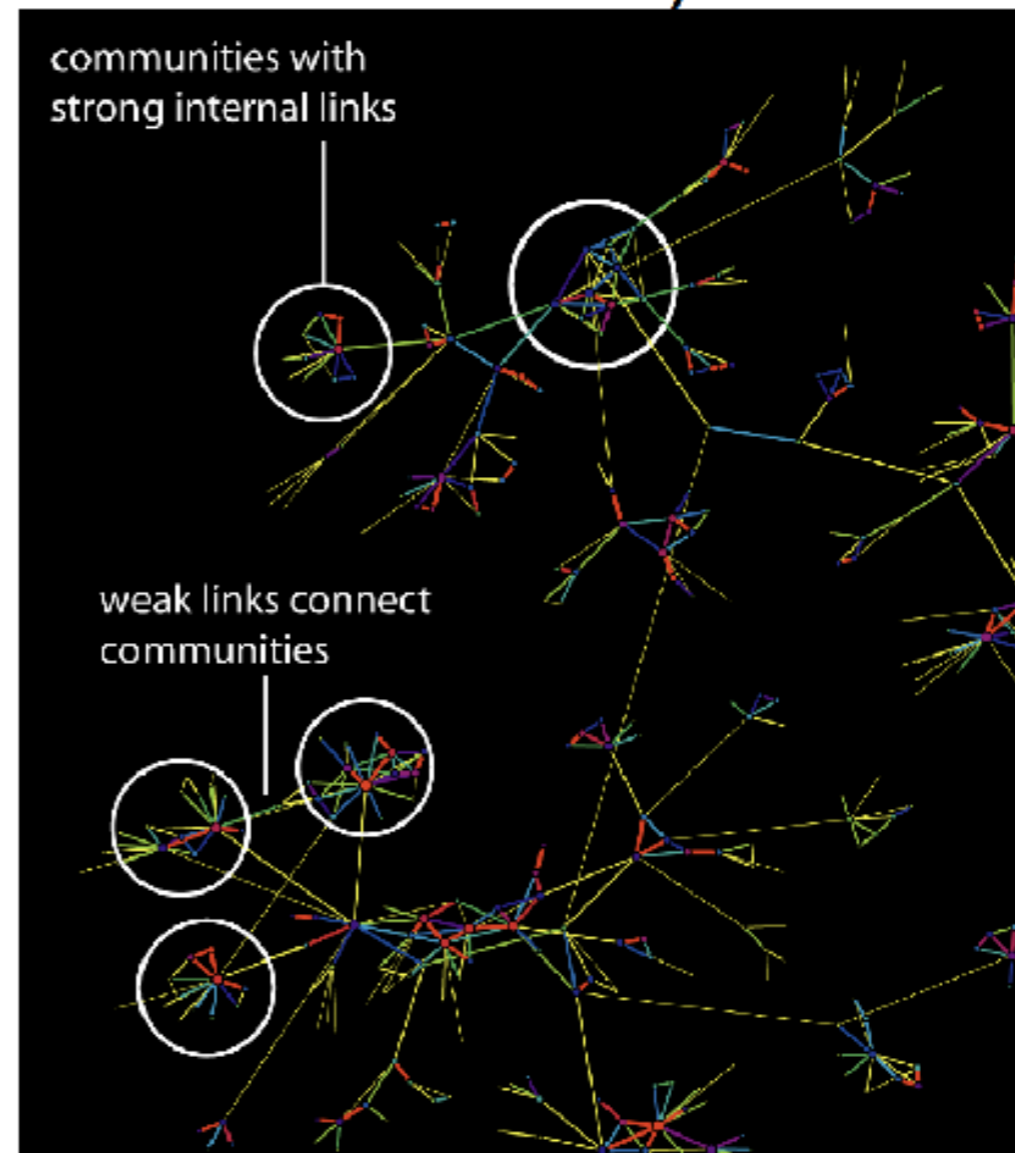 communities with
strong internal links
weak links connect
communities